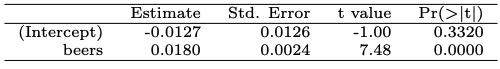 Estimate Std. Error t value Pr(>|t|)
(Intercept) -0.0127 0.0126 -1.00 0.3320
beers 0.0180 0.0024 7.48 0.0000